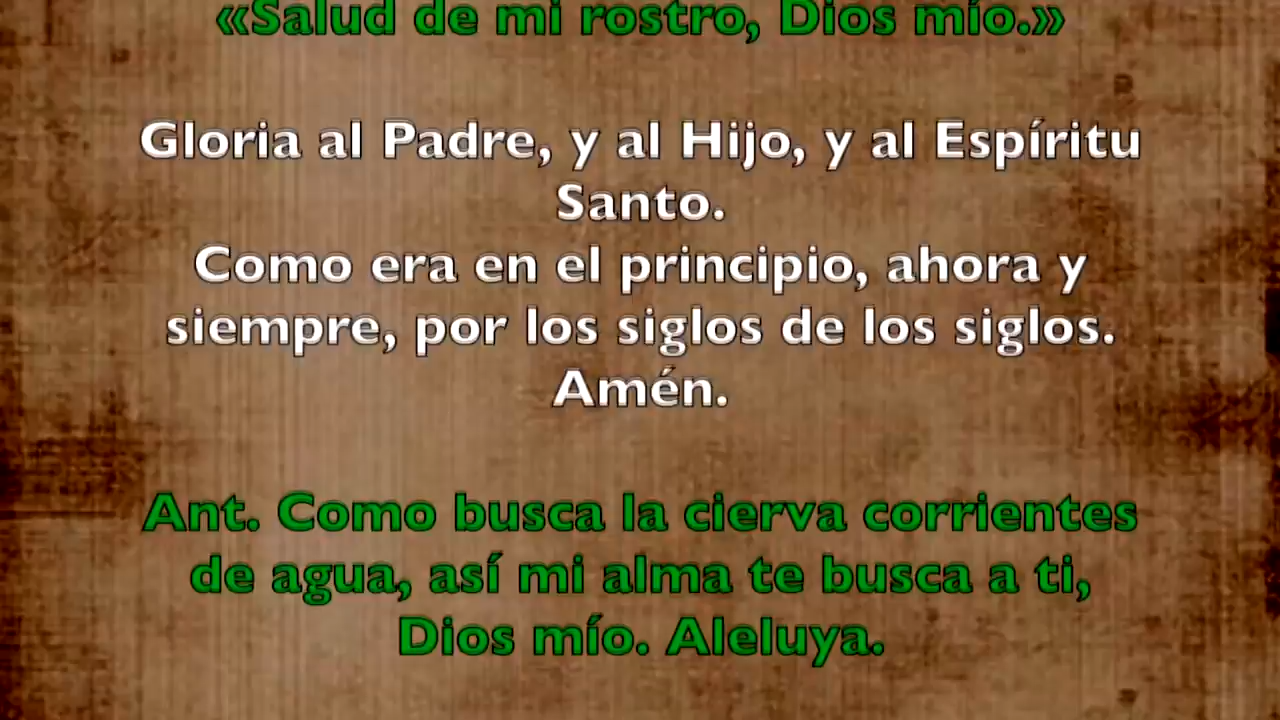 «Salud de mi rostro, Dios mío.»
Gloria al Padre, y al Hijo, y al Espíritu
Santo.
Como era en el principio, ahora y
siempre, por los siglos de los siglos.
Amén.
Ant. Como busca la cierva corrientes
de agua, así mi alma te busca a ti,
Dios mío. Aleluya.